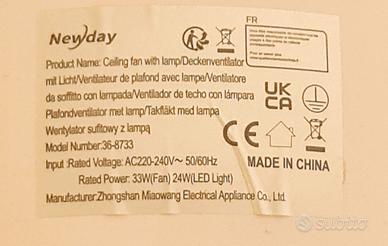 Newday
FR
Product Name: Ceiling fan with lamp/Deckenventilator
mit Licht/Ventilateur de plafond avec lampe/Ventilatore
da soffitto con lampada/Ventilador de techo con lámpara
Plafondventilator met lamp/Takfläkt med lampa
Wentylator sufitowy z lampą
Model Number: 36-8733
Input : Rated Voltage: AC220-240V~ 50/60Hz
Rated Power: 33W(Fan) 24W(LED Light)
UK
CA
CE
MADE IN CHINA
Manufacturer:Zhongshan Miaowang Electrical Appliance Co., Ltd.
subito